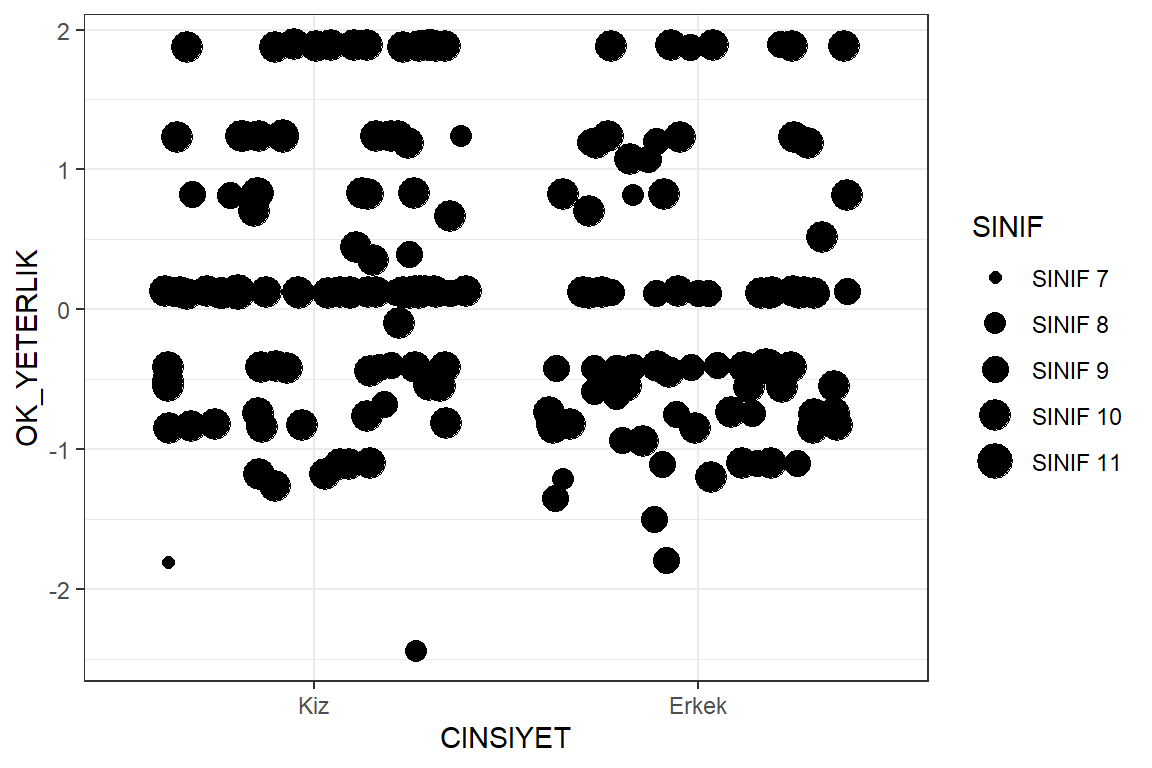 OK_YETERLIK
2
1
0
-1
-2
Kiz
Erkek
CINSIYET
SINIF
SINIF 7
SINIF 8
SINIF 9
SINIF 10
SINIF 11